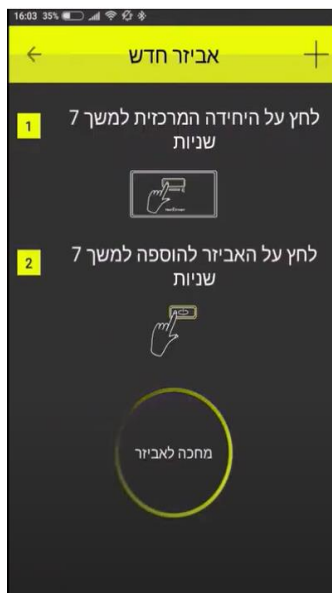 16:03 35%
אביזר חדש
1
לחץ על היחידה המרכזית למשך 7
שניות
2
לחץ על האביזר להוספה למשך 7
שניות
מחכה לאביזר